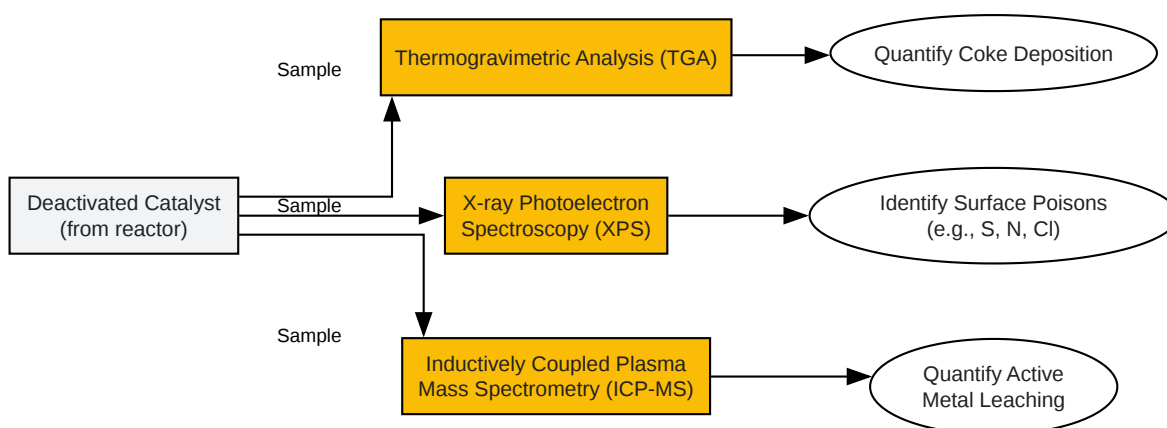 Sample
Thermogravimetric Analysis (TGA)
Quantify Coke Deposition
Deactivated Catalyst
(from reactor)
Sample
X-ray Photoelectron
Spectroscopy (XPS)
Identify Surface Poisons
(e.g., S, N, Cl)
Sample
Inductively Coupled Plasma
Mass Spectrometry (ICP-MS)
Quantify Active
Metal Leaching